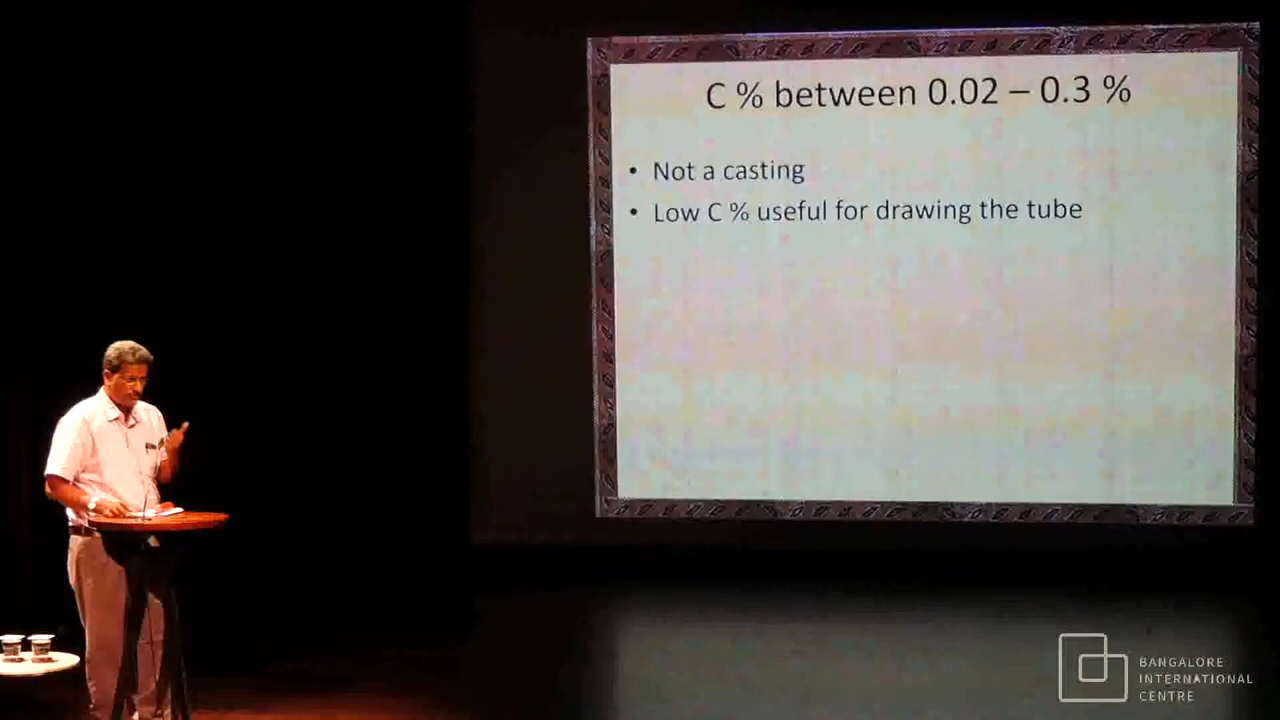 C % between 0.02 – 0.3 %
• Not a casting
• Low C % useful for drawing the tube
BANGALORE
INTERNATIONAL
CENTRE